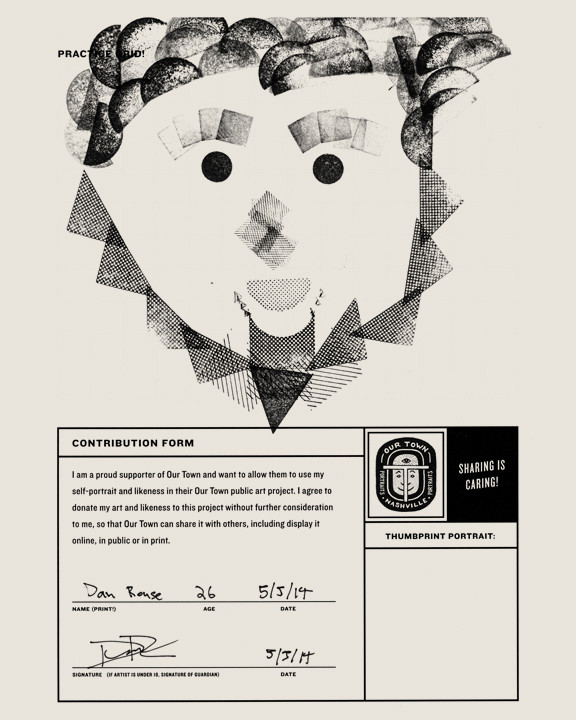 PRACTICE GRID!
CONTRIBUTION FORM
I am a proud supporter of Our Town and want to allow them to use my
self-portrait and likeness in their Our Town public art project. I agree to
donate my art and likeness to this project without further consideration
to me, so that Our Town can share it with others, including display it
online, in public or in print.
Dan Rouse 26 5/5/14
NAME (PRINT!) AGE DATE
5/5/14
SIGNATURE (IF ARTIST IS UNDER 18, SIGNATURE OF GUARDIAN) DATE
OUR TOWN
PORTRAITS PORTRAITS
NASHVILLE
SHARING IS
CARING!
THUMBPRINT PORTRAIT: